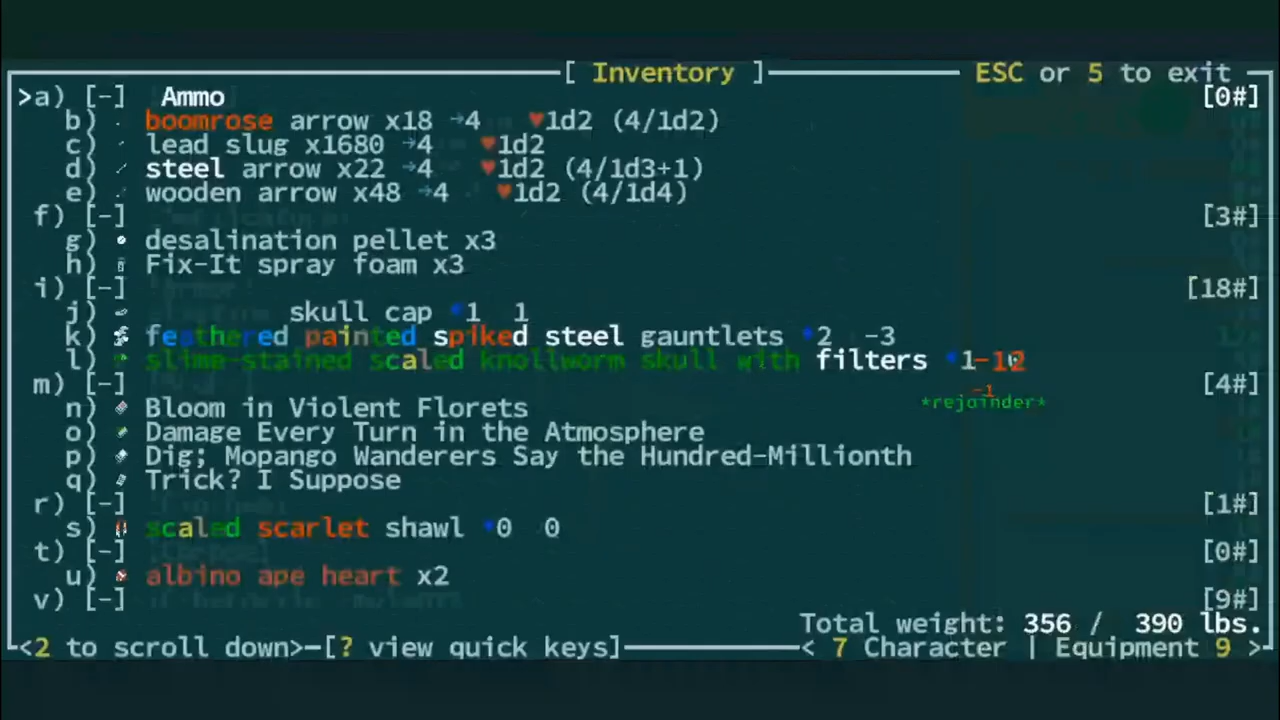 [ Inventory ] ESC or 5 to exit
>a) [-] Ammo [0#]
b) boomrose arrow x18 →4 ♥1d2 (4/1d2)
c) lead slug x1680 →4 ♥1d2
d) steel arrow x22 →4 ♥1d2 (4/1d3+1)
e) wooden arrow x48 →4 ♥1d2 (4/1d4)
f) [-] [3#]
g) desalination pellet x3
h) Fix-It spray foam x3
i) [-] [18#]
j) skull cap 1 1
k) feathered painted spiked steel gauntlets 2 -3
l) slime-stained scaled knollworm skull with filters 1
m) [-] [4#]
-1
*rejoinder*
n) Bloom in Violent Florets
o) Damage Every Turn in the Atmosphere
p) Dig; Mopango Wanderers Say the Hundred-Millionth
q) Trick? I Suppose
r) [-] [1#]
s) scaled scarlet shawl 0 0
t) [-] [0#]
u) albino ape heart x2
v) [-] [9#]
Total weight: 356 / 390 lbs.
<2 to scroll down> [? view quick keys] < 7 Character | Equipment 9 >